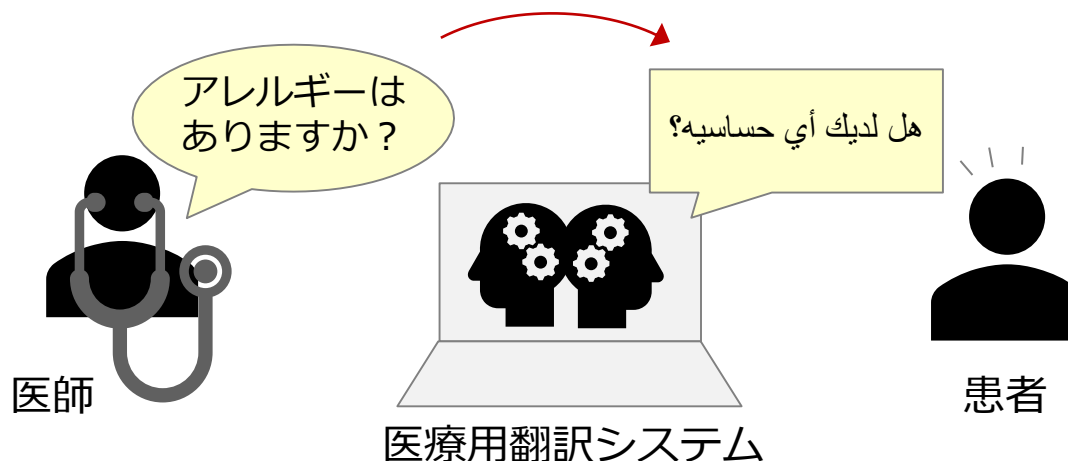 アレルギーは
ありますか？
هل لديك أي حساسيه؟
医師
患者
医療用翻訳システム